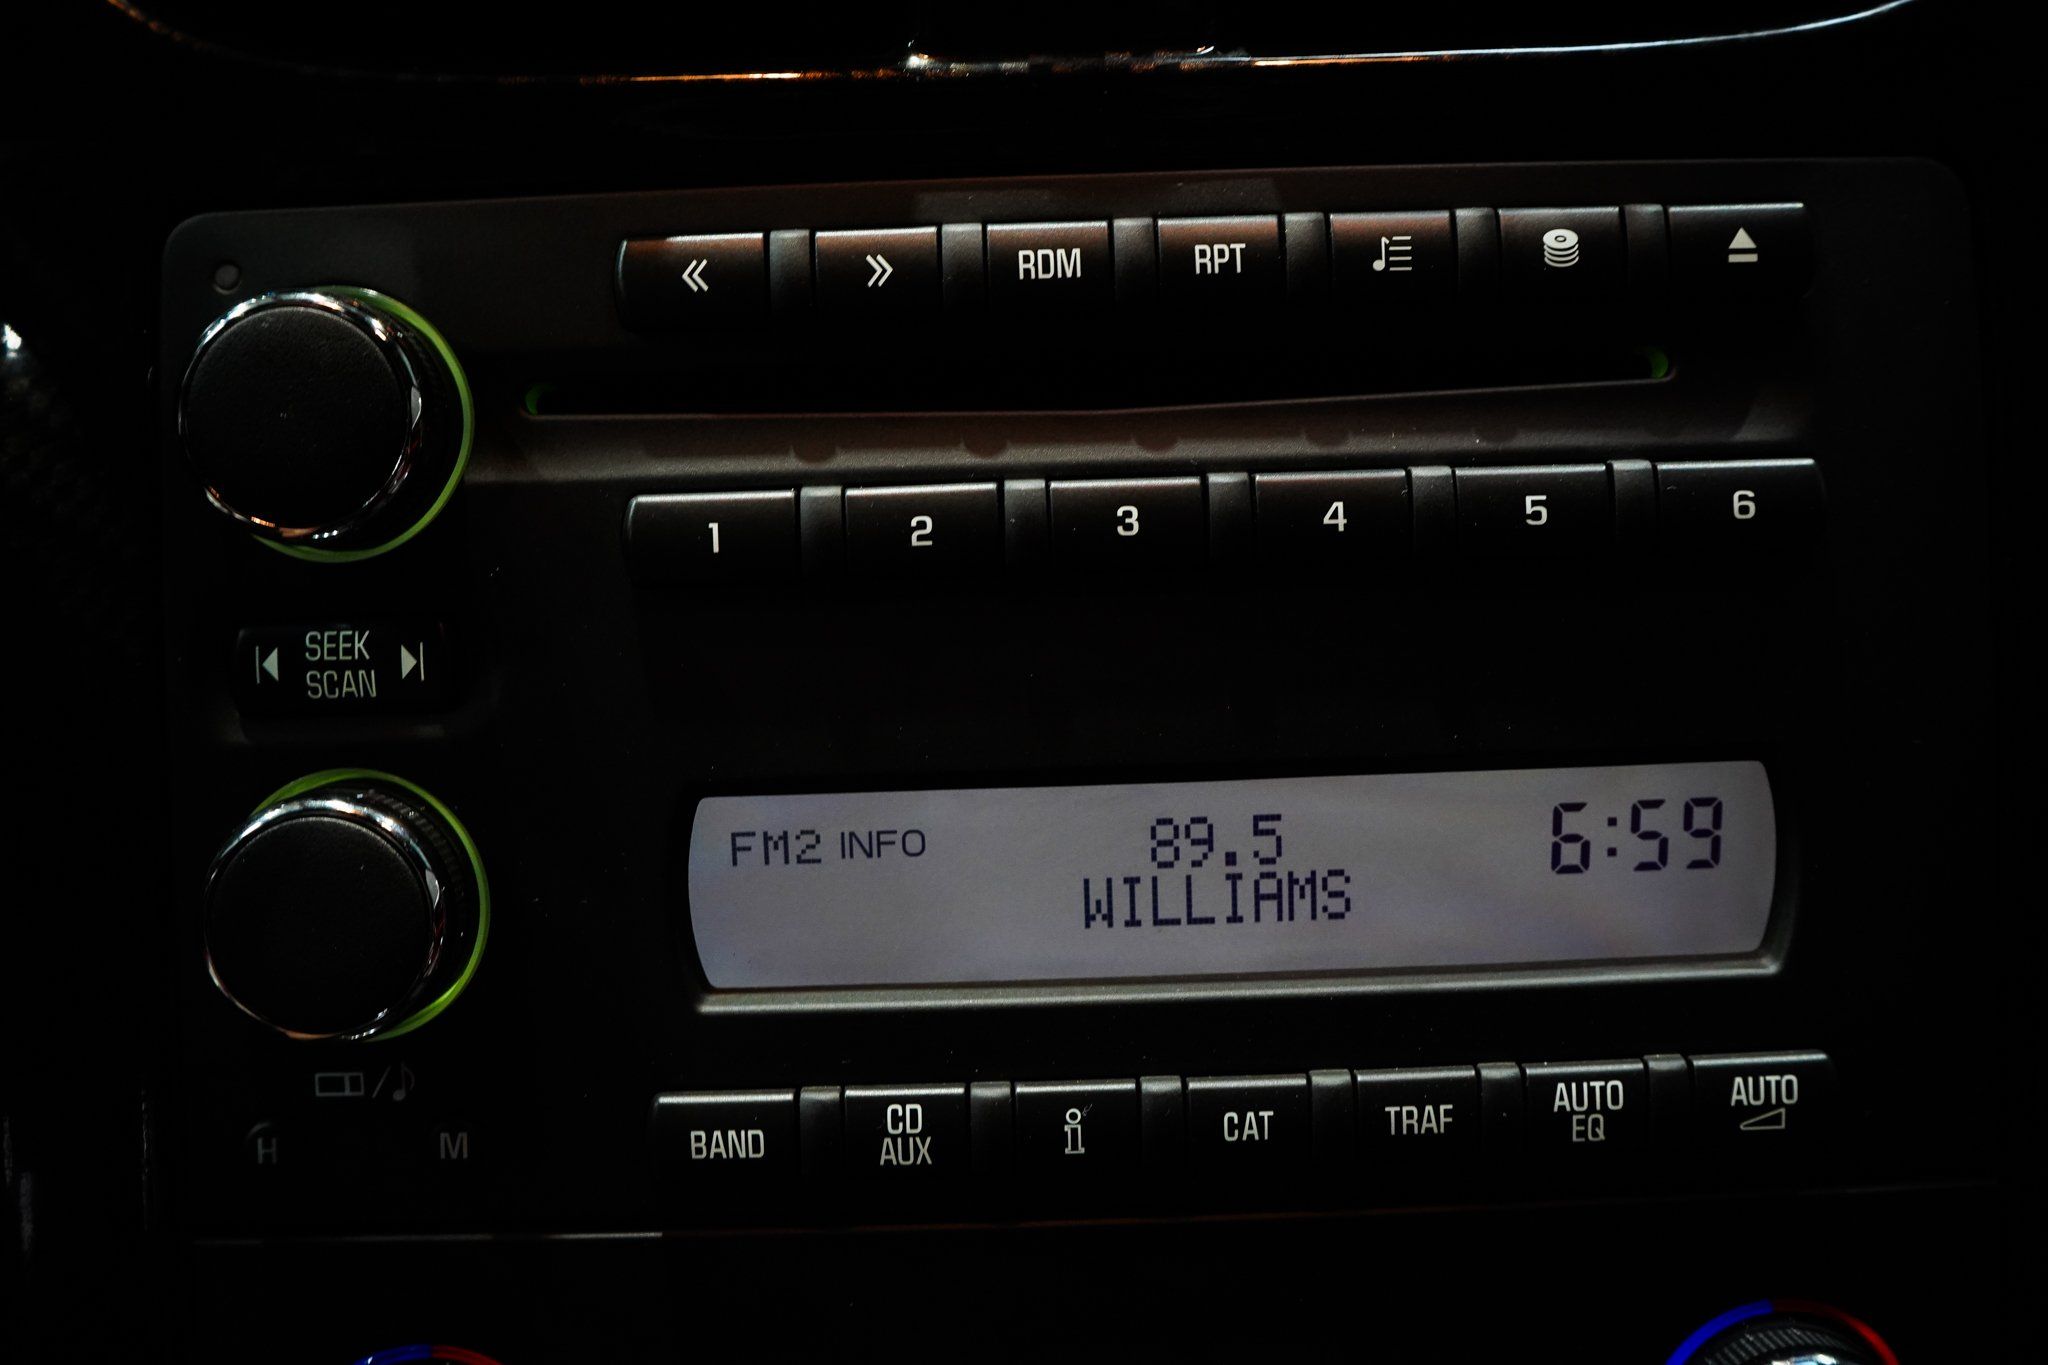 RDM RPT
1 2 3 4 5 6
SEEK
SCAN
FM2 INFO 89.5 6:59
WILLIAMS
H M
BAND CD AUX i CAT TRAF AUTO EQ AUTO